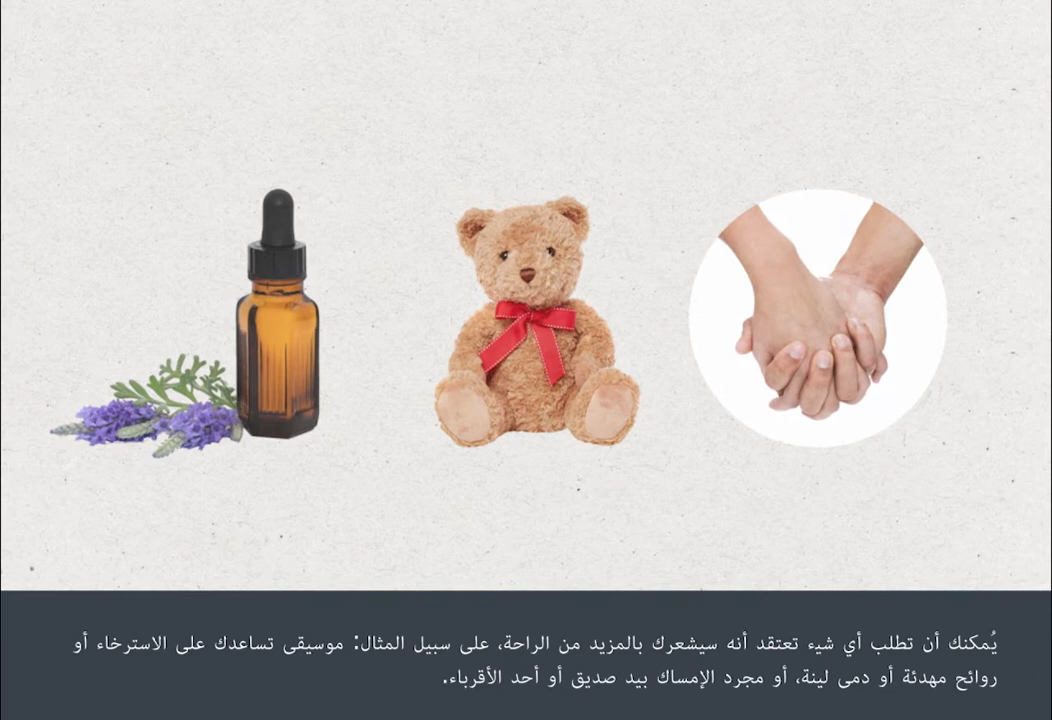 يُمكنك أن تطلب أي شيء تعتقد أنه سيشعرك بالمزيد من الراحة، على سبيل المثال: موسيقى تساعدك على الاسترخاء أو
روائح مهدئة أو دمى لينة، أو مجرد الإمساك بيد صديق أو أحد الأقرباء.